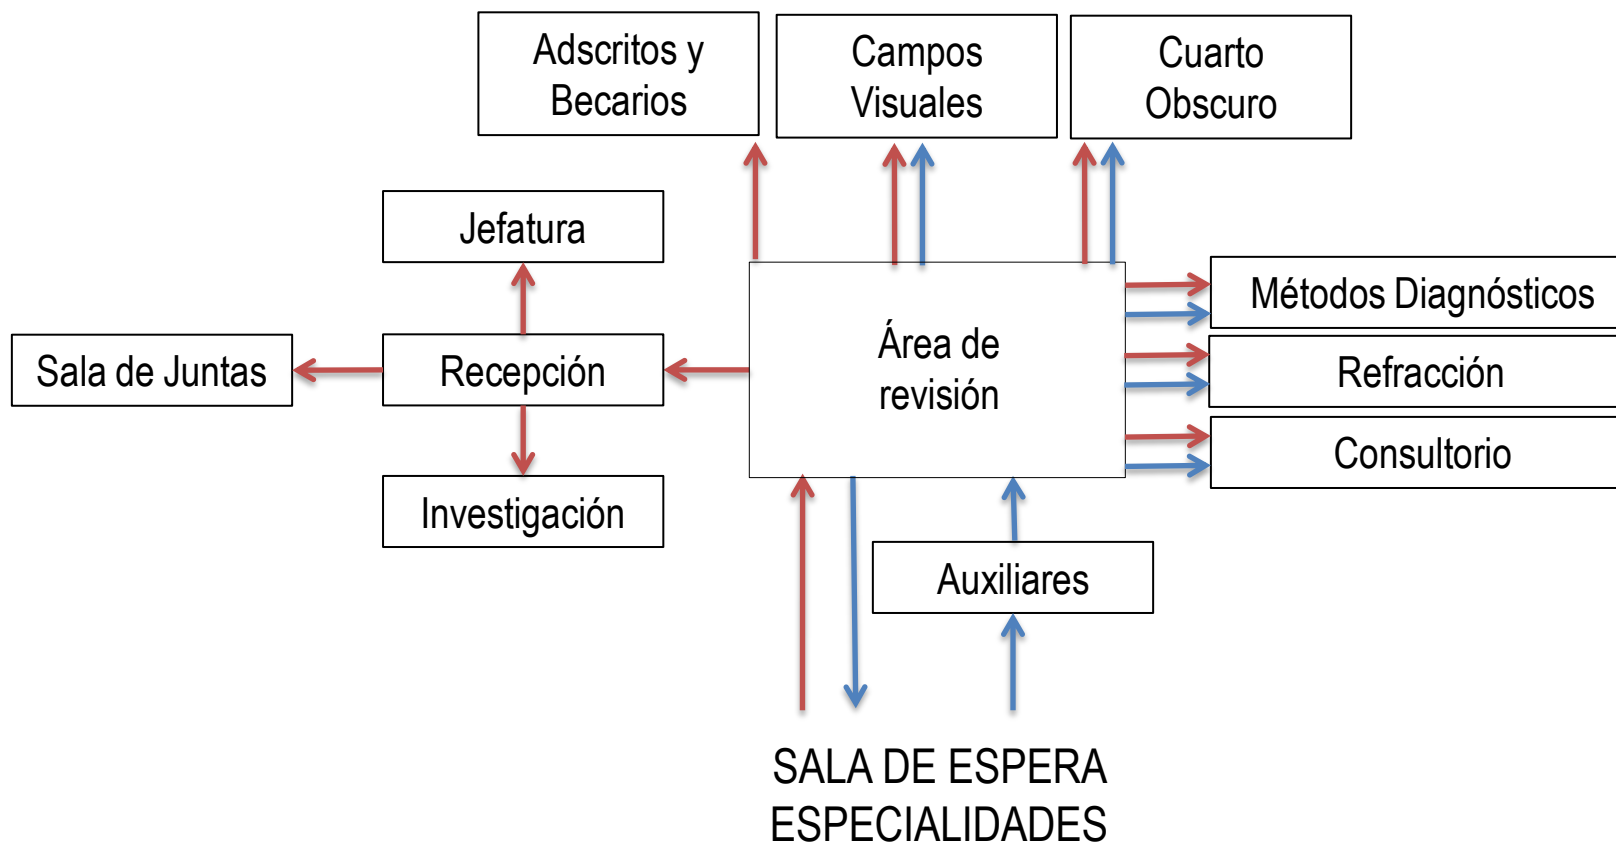 Adscritos y
Becarios
Campos
Visuales
Cuarto
Obscuro
Jefatura
Métodos Diagnósticos
Sala de Juntas
Recepción
Área de
revisión
Refracción
Consultorio
Investigación
Auxiliares
SALA DE ESPERA
ESPECIALIDADES